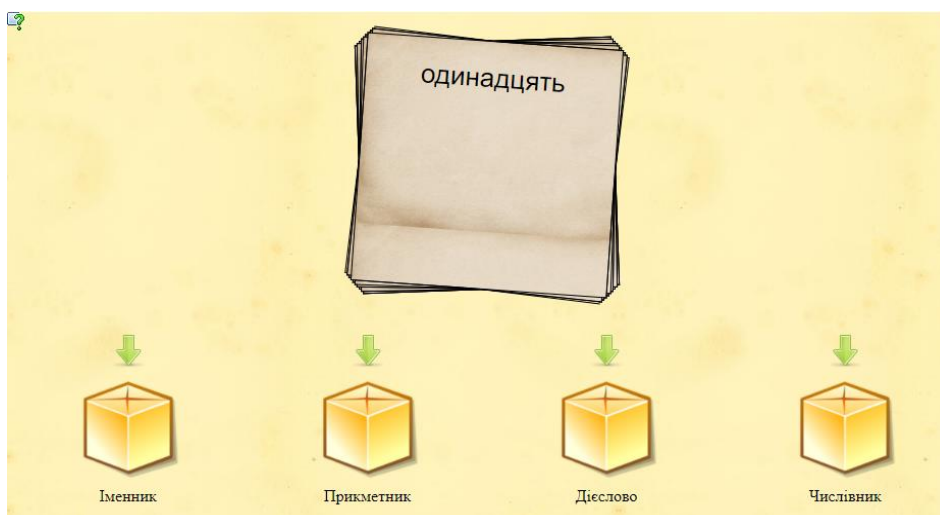 одинадцять
Іменник
Прикметник
Дієслово
Числівник